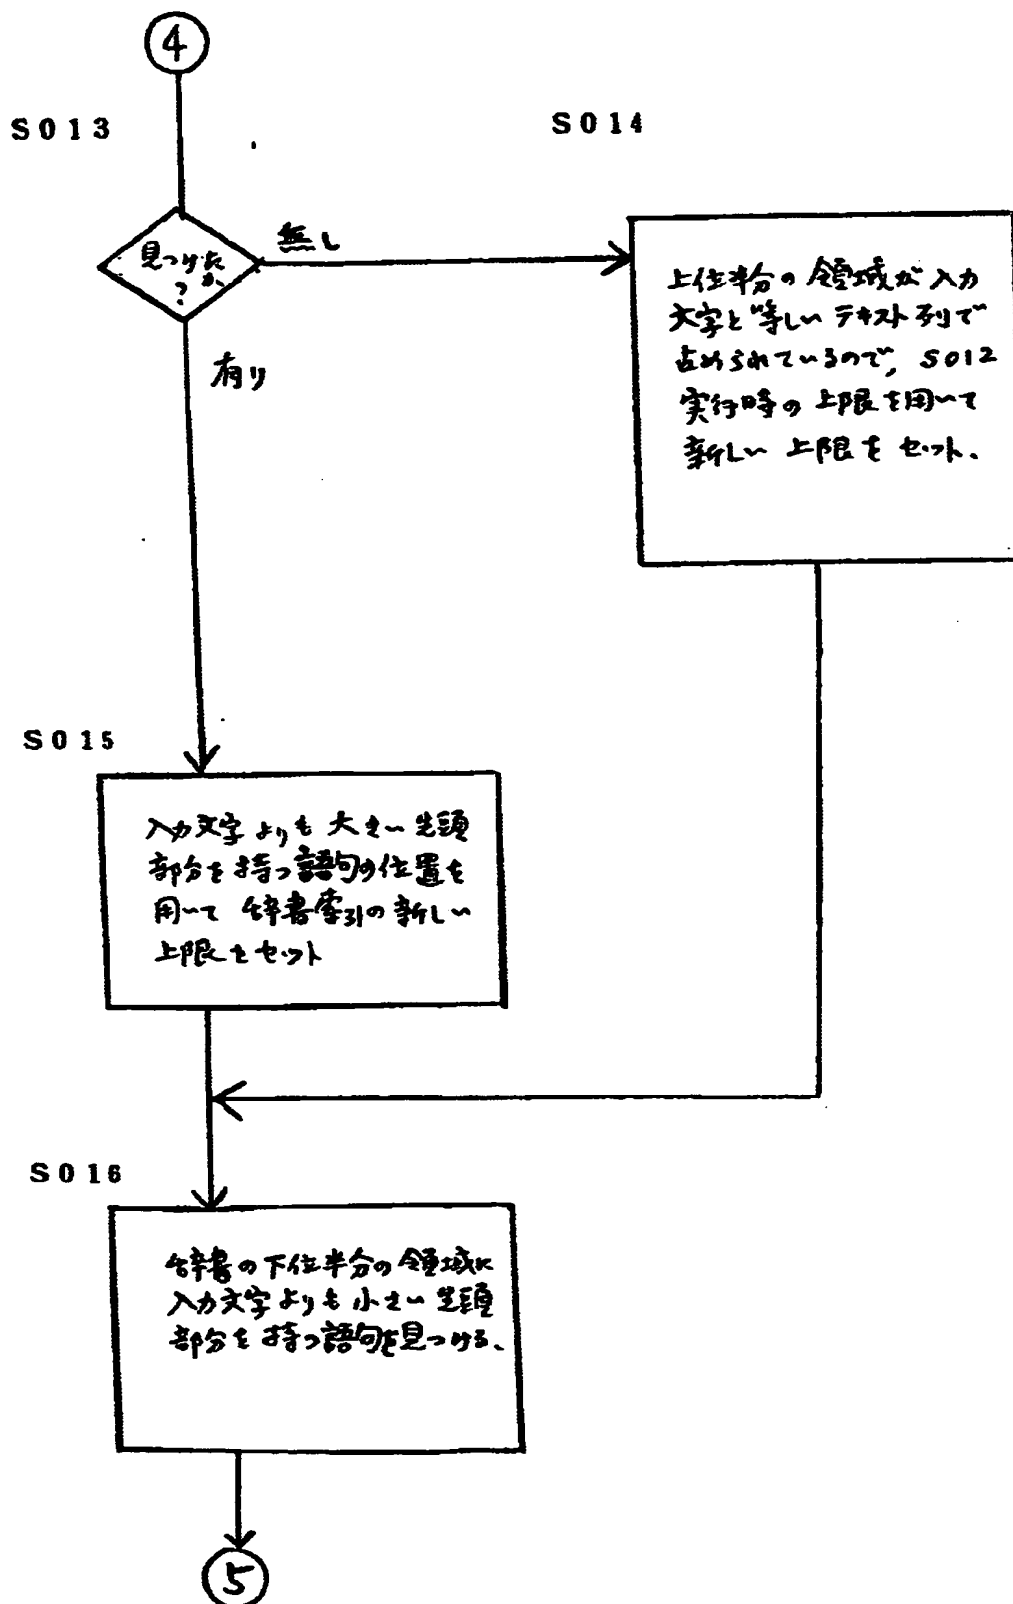 ④
S013
S014
見つけたか
?
無し
有り
上位半分の領域が入力
文字と等しいテキスト列で
占められているので、S012
実行時の上限を用いて
新しい上限をセット.
S015
入力文字よりも大きい先頭
部分を持つ語句の位置を
用いて辞書索引の新しい
上限をセット
S016
辞書の下位半分の領域に
入力文字よりも小さい先頭
部分を持つ語句を見つける.
⑤